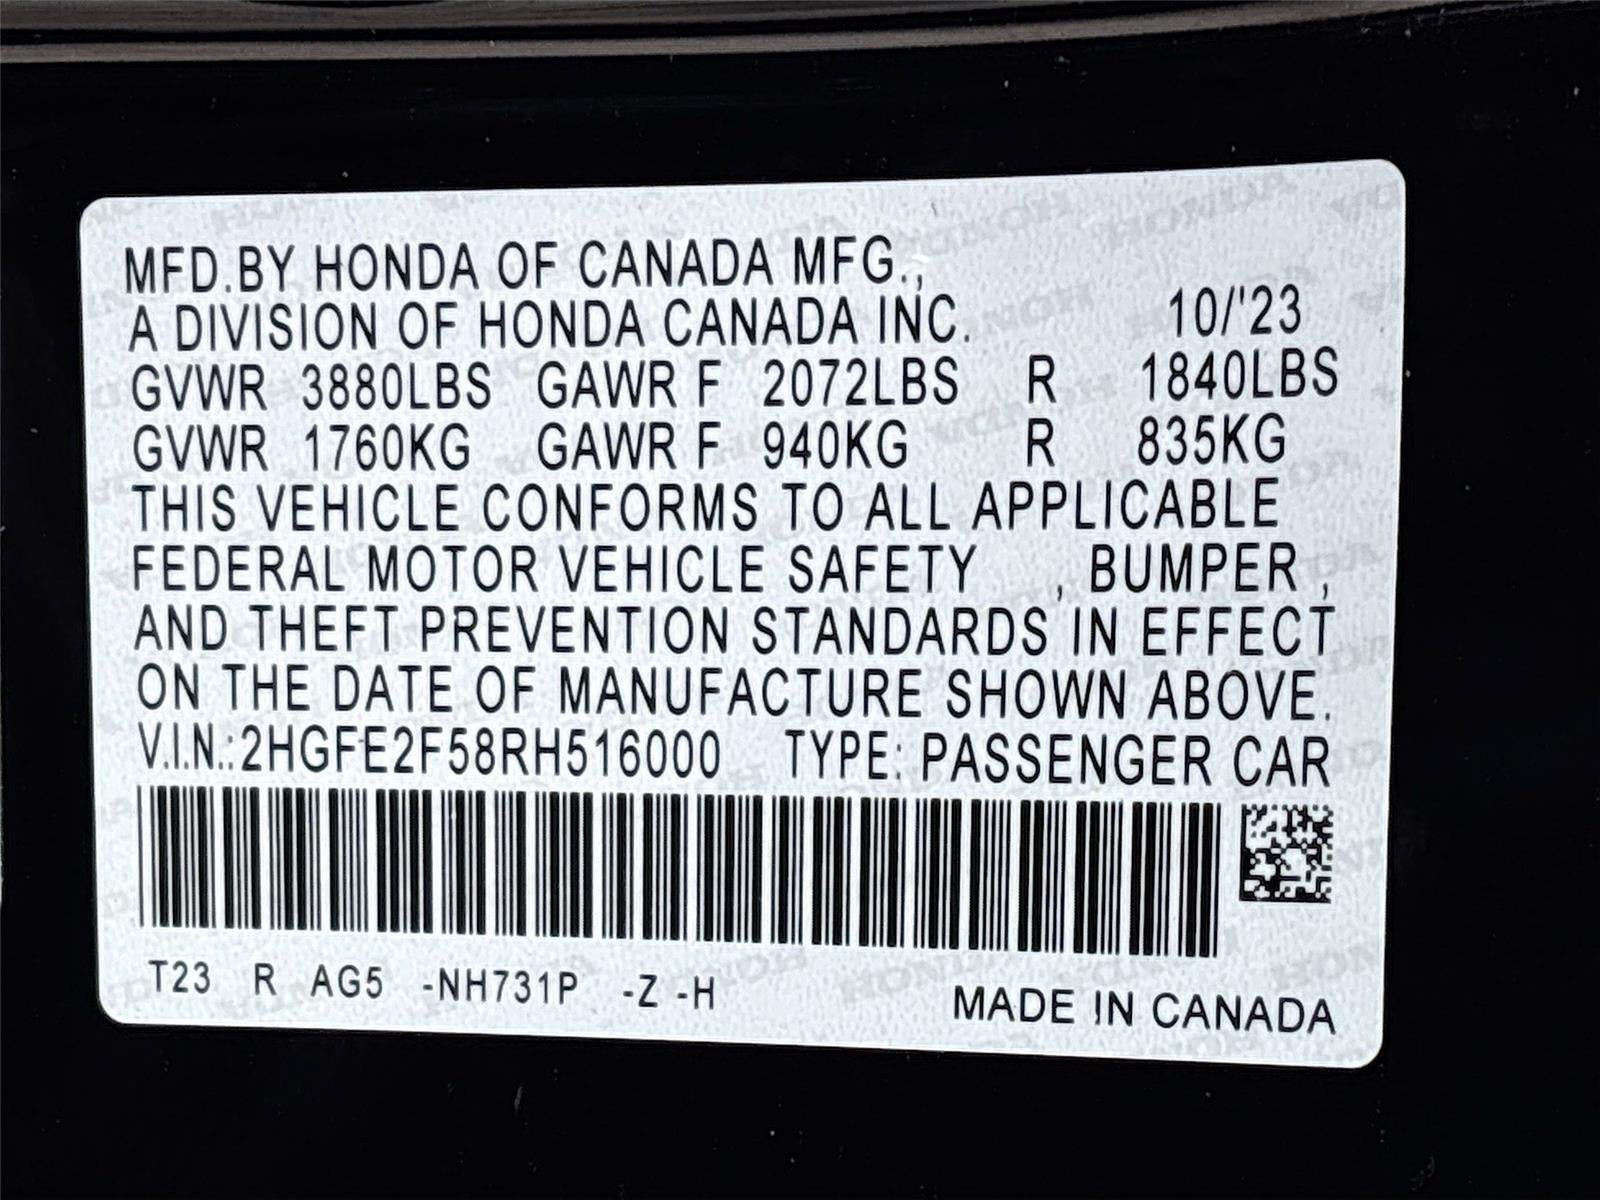 MFD.BY HONDA OF CANADA MFG.,
A DIVISION OF HONDA CANADA INC. 10/'23
GVWR 3880LBS GAWR F 2072LBS R 1840LBS
GVWR 1760KG GAWR F 940KG R 835KG
THIS VEHICLE CONFORMS TO ALL APPLICABLE
FEDERAL MOTOR VEHICLE SAFETY , BUMPER ,
AND THEFT PREVENTION STANDARDS IN EFFECT
ON THE DATE OF MANUFACTURE SHOWN ABOVE.
V.I.N.:2HGFE2F58RH516000 TYPE: PASSENGER CAR
T23 R AG5 -NH731P -Z -H
MADE IN CANADA